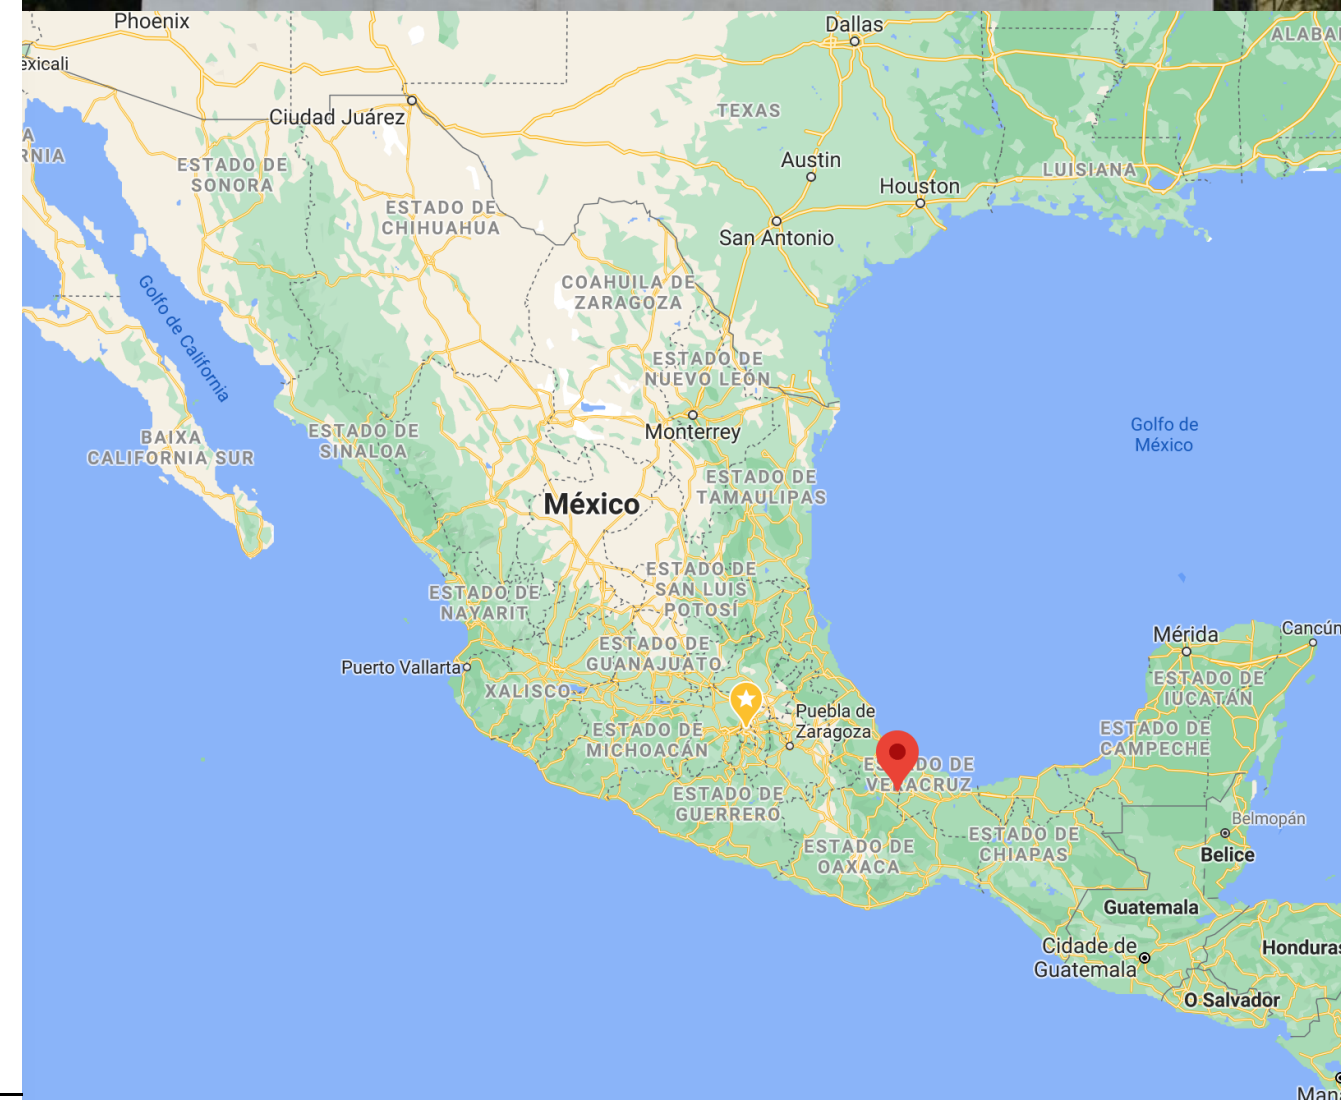 Phoenix
Dallas
ALABA
exicali
Ciudad Juárez
TEXAS
A
RNIA
ESTADO DE
SONORA
Austin
LUISIANA
Houston
ESTADO DE
CHIHUAHUA
San Antonio
COAHUILA DE
ZARAGOZA
Golfo de California
ESTADO DE
NUEVO LEÓN
Monterrey
Golfo de
México
BAIXA
CALIFORNIA SUR
ESTADO DE
SINALOA
ESTADO DE
TAMAULIPAS
México
ESTADO DE
SAN LUIS
POTOSÍ
ESTADO DE
NAYARIT
Mérida
Cancún
ESTADO DE
GUANAJUATO
Puerto Vallarta
XALISCO
ESTADO DE
IUCATÁN
Puebla de
Zaragoza
ESTADO DE
MICHOACÁN
ESTADO DE
CAMPECHE
ESTADO DE
VERACRUZ
ESTADO DE
GUERRERO
Belmopán
Belice
ESTADO DE
OAXACA
ESTADO DE
CHIAPAS
Guatemala
Cidade de
Guatemala
Honduras
O Salvador
Mana